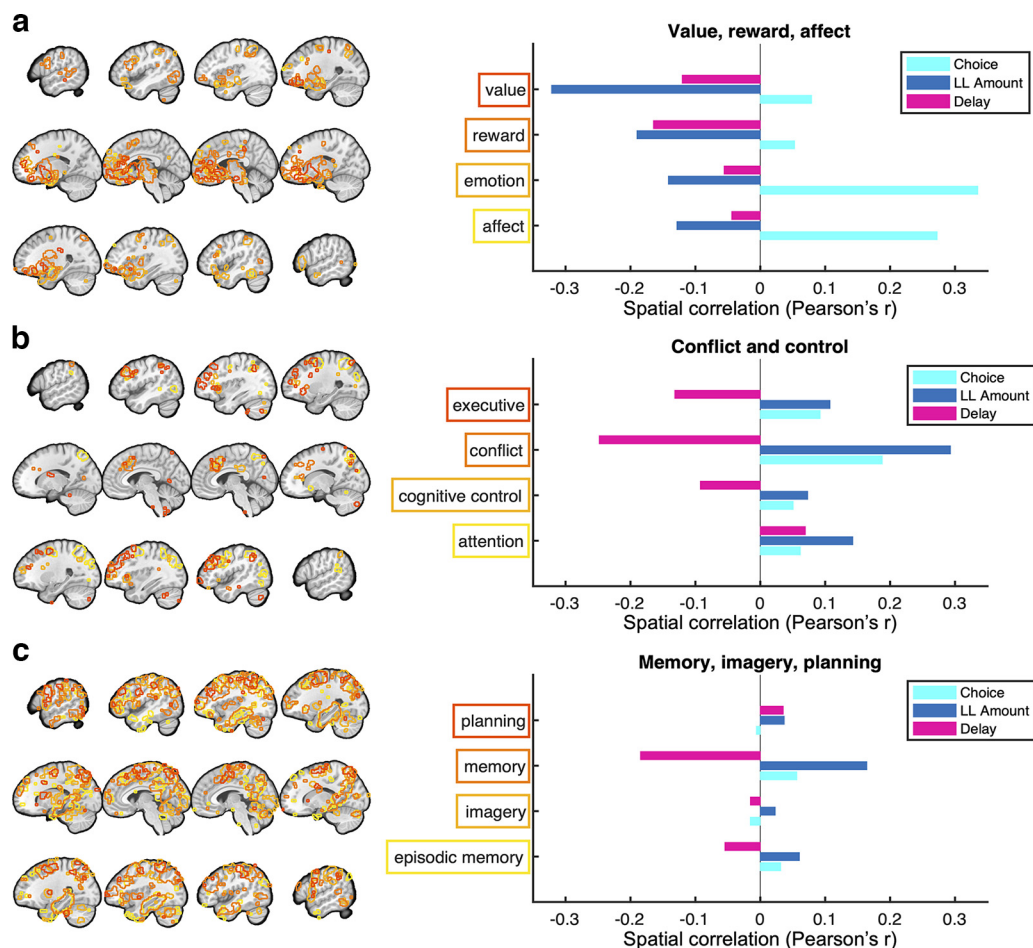 a
Value, reward, affect
Choice
LL Amount
Delay
value
reward
emotion
affect
-0.3 -0.2 -0.1 0 0.1 0.2 0.3
Spatial correlation (Pearson's r)
b
Conflict and control
Choice
LL Amount
Delay
executive
conflict
cognitive control
attention
-0.3 -0.2 -0.1 0 0.1 0.2 0.3
Spatial correlation (Pearson's r)
c
Memory, imagery, planning
Choice
LL Amount
Delay
planning
memory
imagery
episodic memory
-0.3 -0.2 -0.1 0 0.1 0.2 0.3
Spatial correlation (Pearson's r)